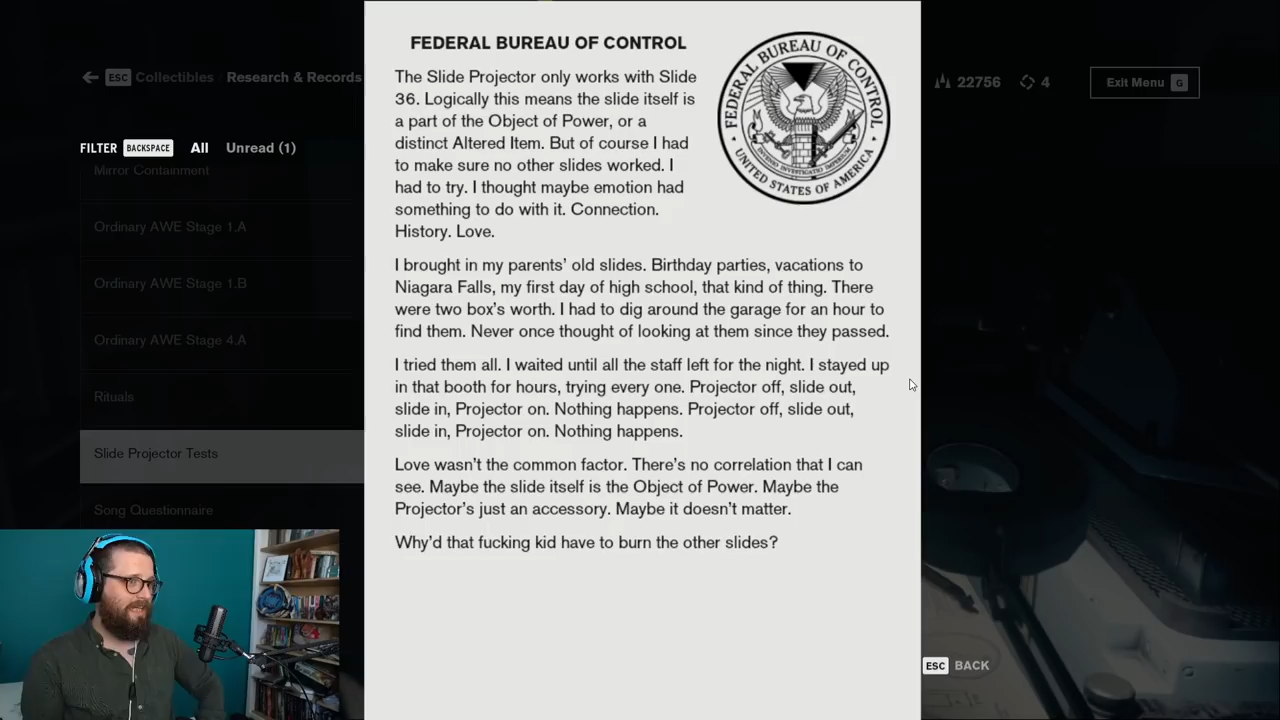 FEDERAL BUREAU OF CONTROL
The Slide Projector only works with Slide
36. Logically this means the slide itself is
a part of the Object of Power, or a
distinct Altered Item. But of course I had
to make sure no other slides worked. I
had to try. I thought maybe emotion had
something to do with it. Connection.
History. Love.
I brought in my parents’ old slides. Birthday parties, vacations to
Niagara Falls, my first day of high school, that kind of thing. There
were two box’s worth. I had to dig around the garage for an hour to
find them. Never once thought of looking at them since they passed.
I tried them all. I waited until all the staff left for the night. I stayed up
in that booth for hours, trying every one. Projector off, slide out,
slide in, Projector on. Nothing happens. Projector off, slide out,
slide in, Projector on. Nothing happens.
Love wasn’t the common factor. There’s no correlation that I can
see. Maybe the slide itself is the Object of Power. Maybe the
Projector’s just an accessory. Maybe it doesn’t matter.
Why’d that fucking kid have to burn the other slides?
FEDERAL BUREAU OF CONTROL
UNITED STATES OF AMERICA
ESC Collectibles Research & Records
22756 4
Exit Menu G
FILTER BACKSPACE All Unread (1)
Mirror Containment
Ordinary AWE Stage 1.A
Ordinary AWE Stage 1.B
Ordinary AWE Stage 4.A
Rituals
Slide Projector Tests
Song Questionnaire
ESC BACK